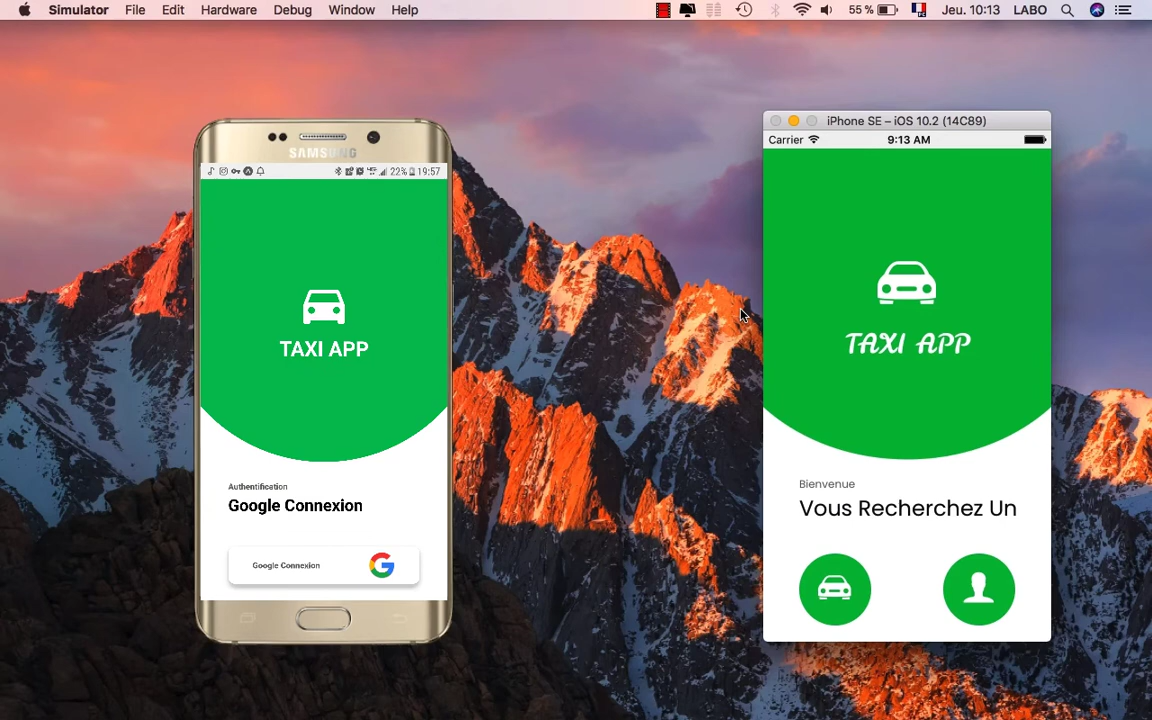 Simulator File Edit Hardware Debug Window Help 55 % Jeu. 10:13 LABO
SAMSUNG
22% 19:57
TAXI APP
Authentification
Google Connexion
Google Connexion
iPhone SE – iOS 10.2 (14C89)
Carrier 9:13 AM
TAXI APP
Bienvenue
Vous Recherchez Un